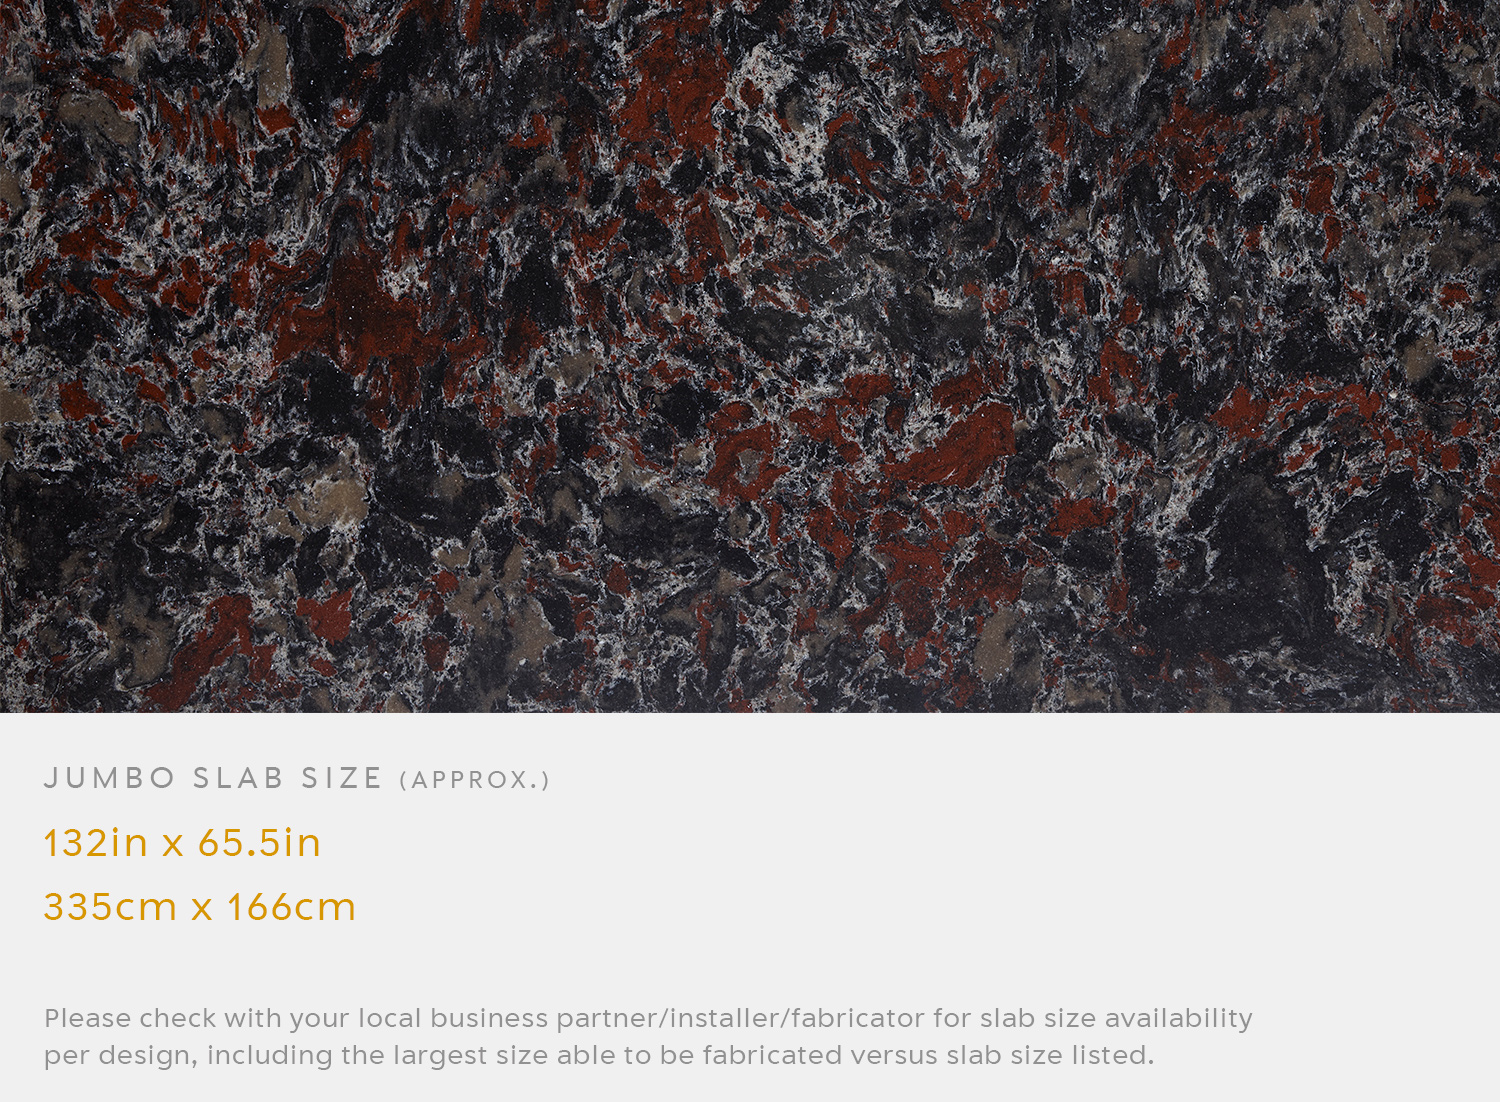 JUMBO SLAB SIZE (APPROX.)
132in x 65.5in
335cm x 166cm
Please check with your local business partner/installer/fabricator for slab size availability
per design, including the largest size able to be fabricated versus slab size listed.